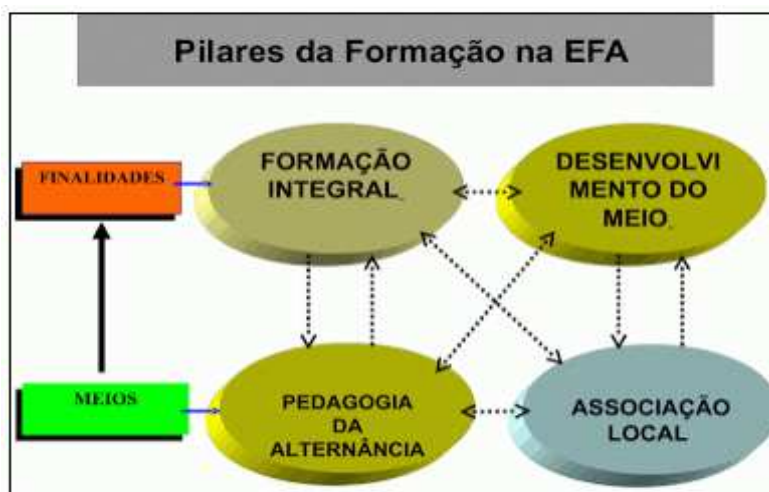 Pilares da Formação na EFA
FINALIDADES
FORMAÇÃO
INTEGRAL.
DESENVOLVI
MENTO DO
MEIO.
MEIOS
PEDAGOGIA
DA
ALTERNÂNCIA
ASSOCIAÇÃO
LOCAL